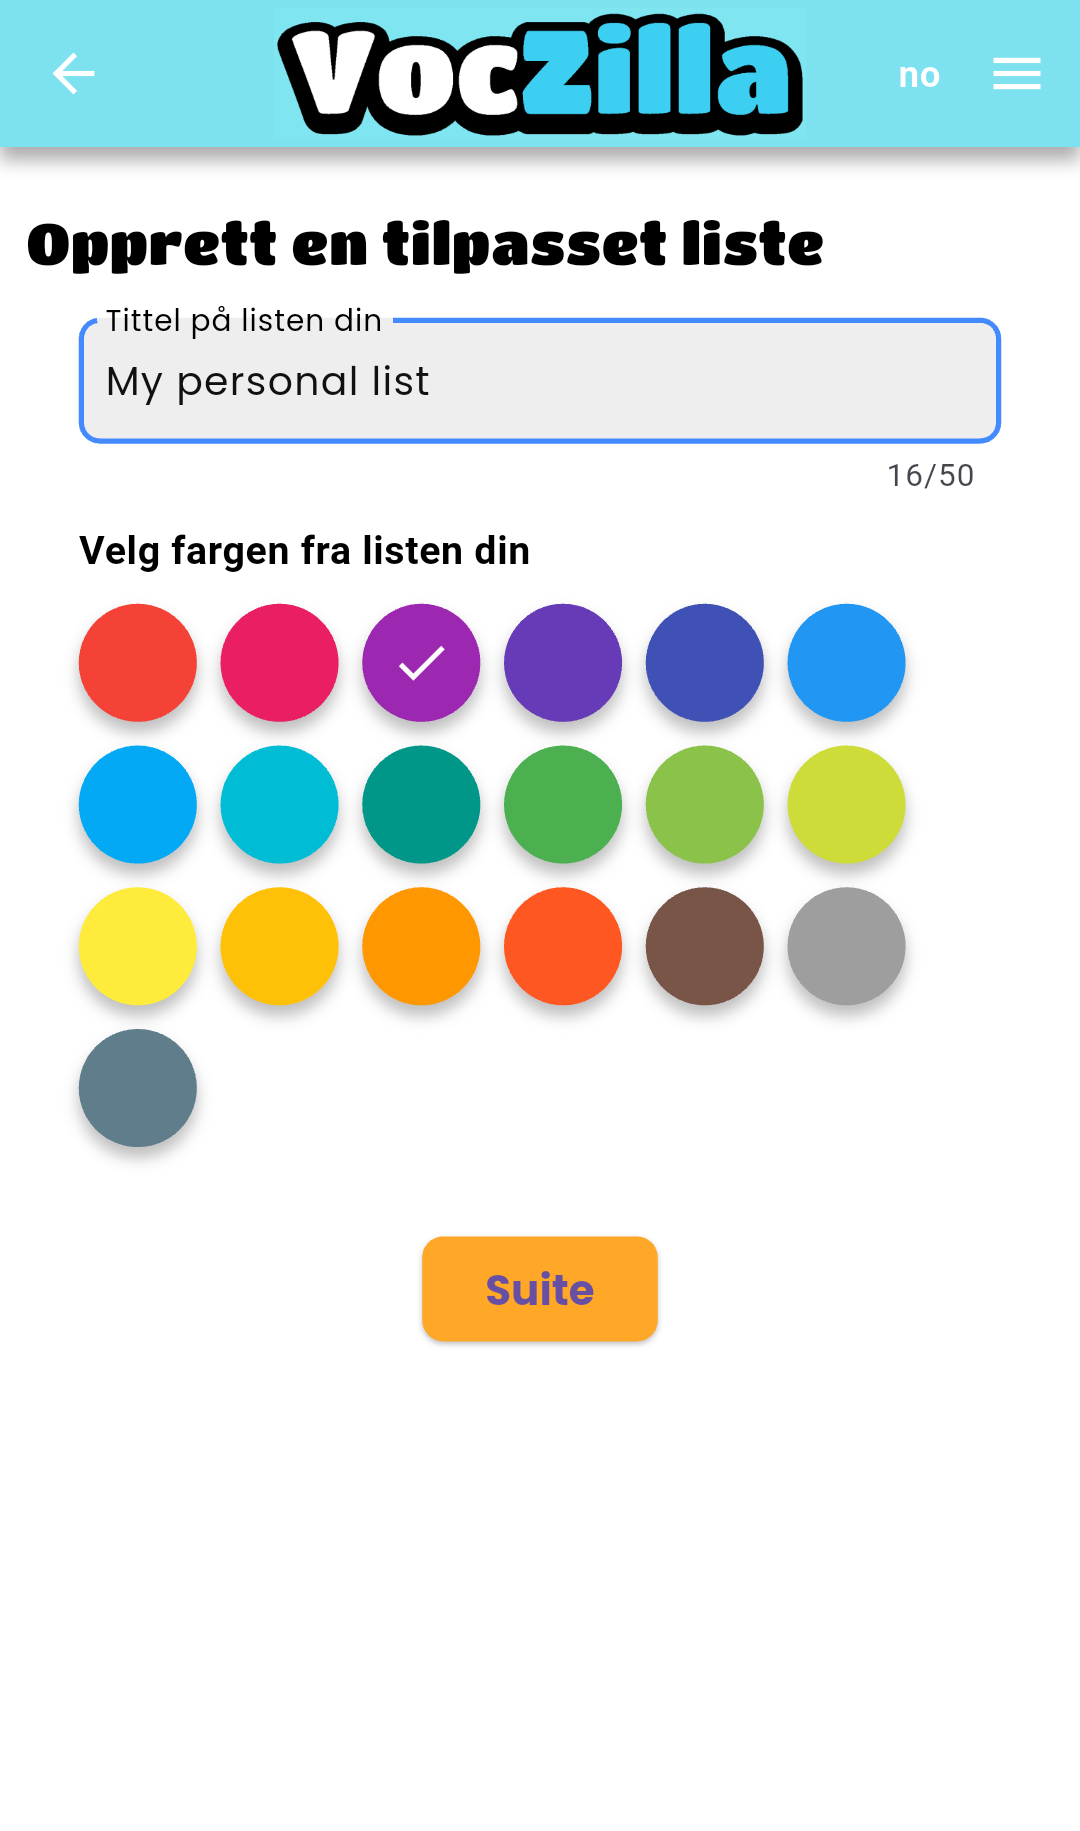 VocZilla
no
Opprett en tilpasset liste
Tittel på listen din
My personal list
16/50
Velg fargen fra listen din
Suite